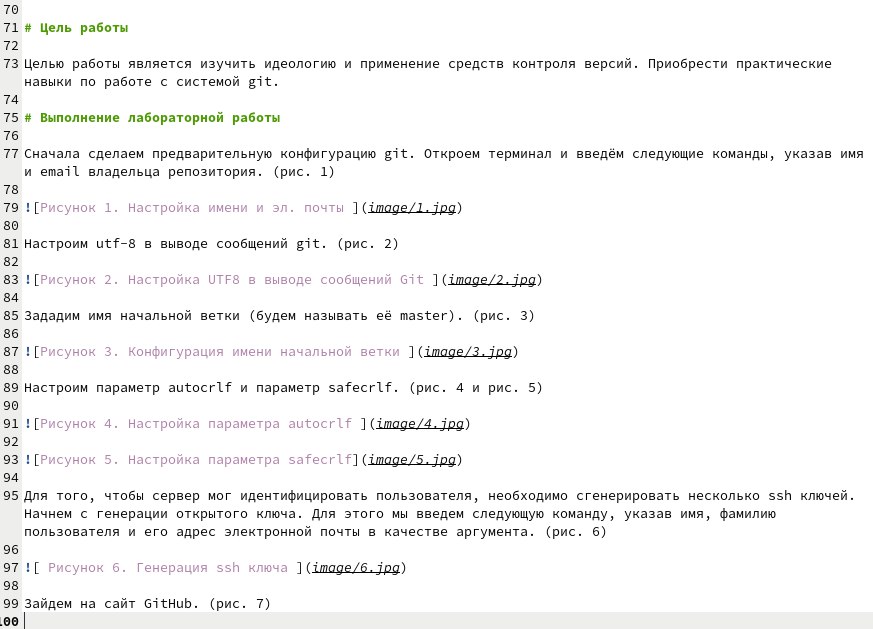 70
71 # Цель работы
72
73 Целью работы является изучить идеологию и применение средств контроля версий. Приобрести практические
навыки по работе с системой git.
74
75 # Выполнение лабораторной работы
76
77 Сначала сделаем предварительную конфигурацию git. Откроем терминал и введём следующие команды, указав имя
и email владельца репозитория. (рис. 1)
78
79 ![Рисунок 1. Настройка имени и эл. почты ](image/1.jpg)
80
81 Настроим utf-8 в выводе сообщений git. (рис. 2)
82
83 ![Рисунок 2. Настройка UTF8 в выводе сообщений Git ](image/2.jpg)
84
85 Зададим имя начальной ветки (будем называть её master). (рис. 3)
86
87 ![Рисунок 3. Конфигурация имени начальной ветки ](image/3.jpg)
88
89 Настроим параметр autocrlf и параметр safecrlf. (рис. 4 и рис. 5)
90
91 ![Рисунок 4. Настройка параметра autocrlf ](image/4.jpg)
92
93 ![Рисунок 5. Настройка параметра safecrlf](image/5.jpg)
94
95 Для того, чтобы сервер мог идентифицировать пользователя, необходимо сгенерировать несколько ssh ключей.
Начнем с генерации открытого ключа. Для этого мы введем следующую команду, указав имя, фамилию
пользователя и его адрес электронной почты в качестве аргумента. (рис. 6)
96
97 ![ Рисунок 6. Генерация ssh ключа ](image/6.jpg)
98
99 Зайдем на сайт GitHub. (рис. 7)
100